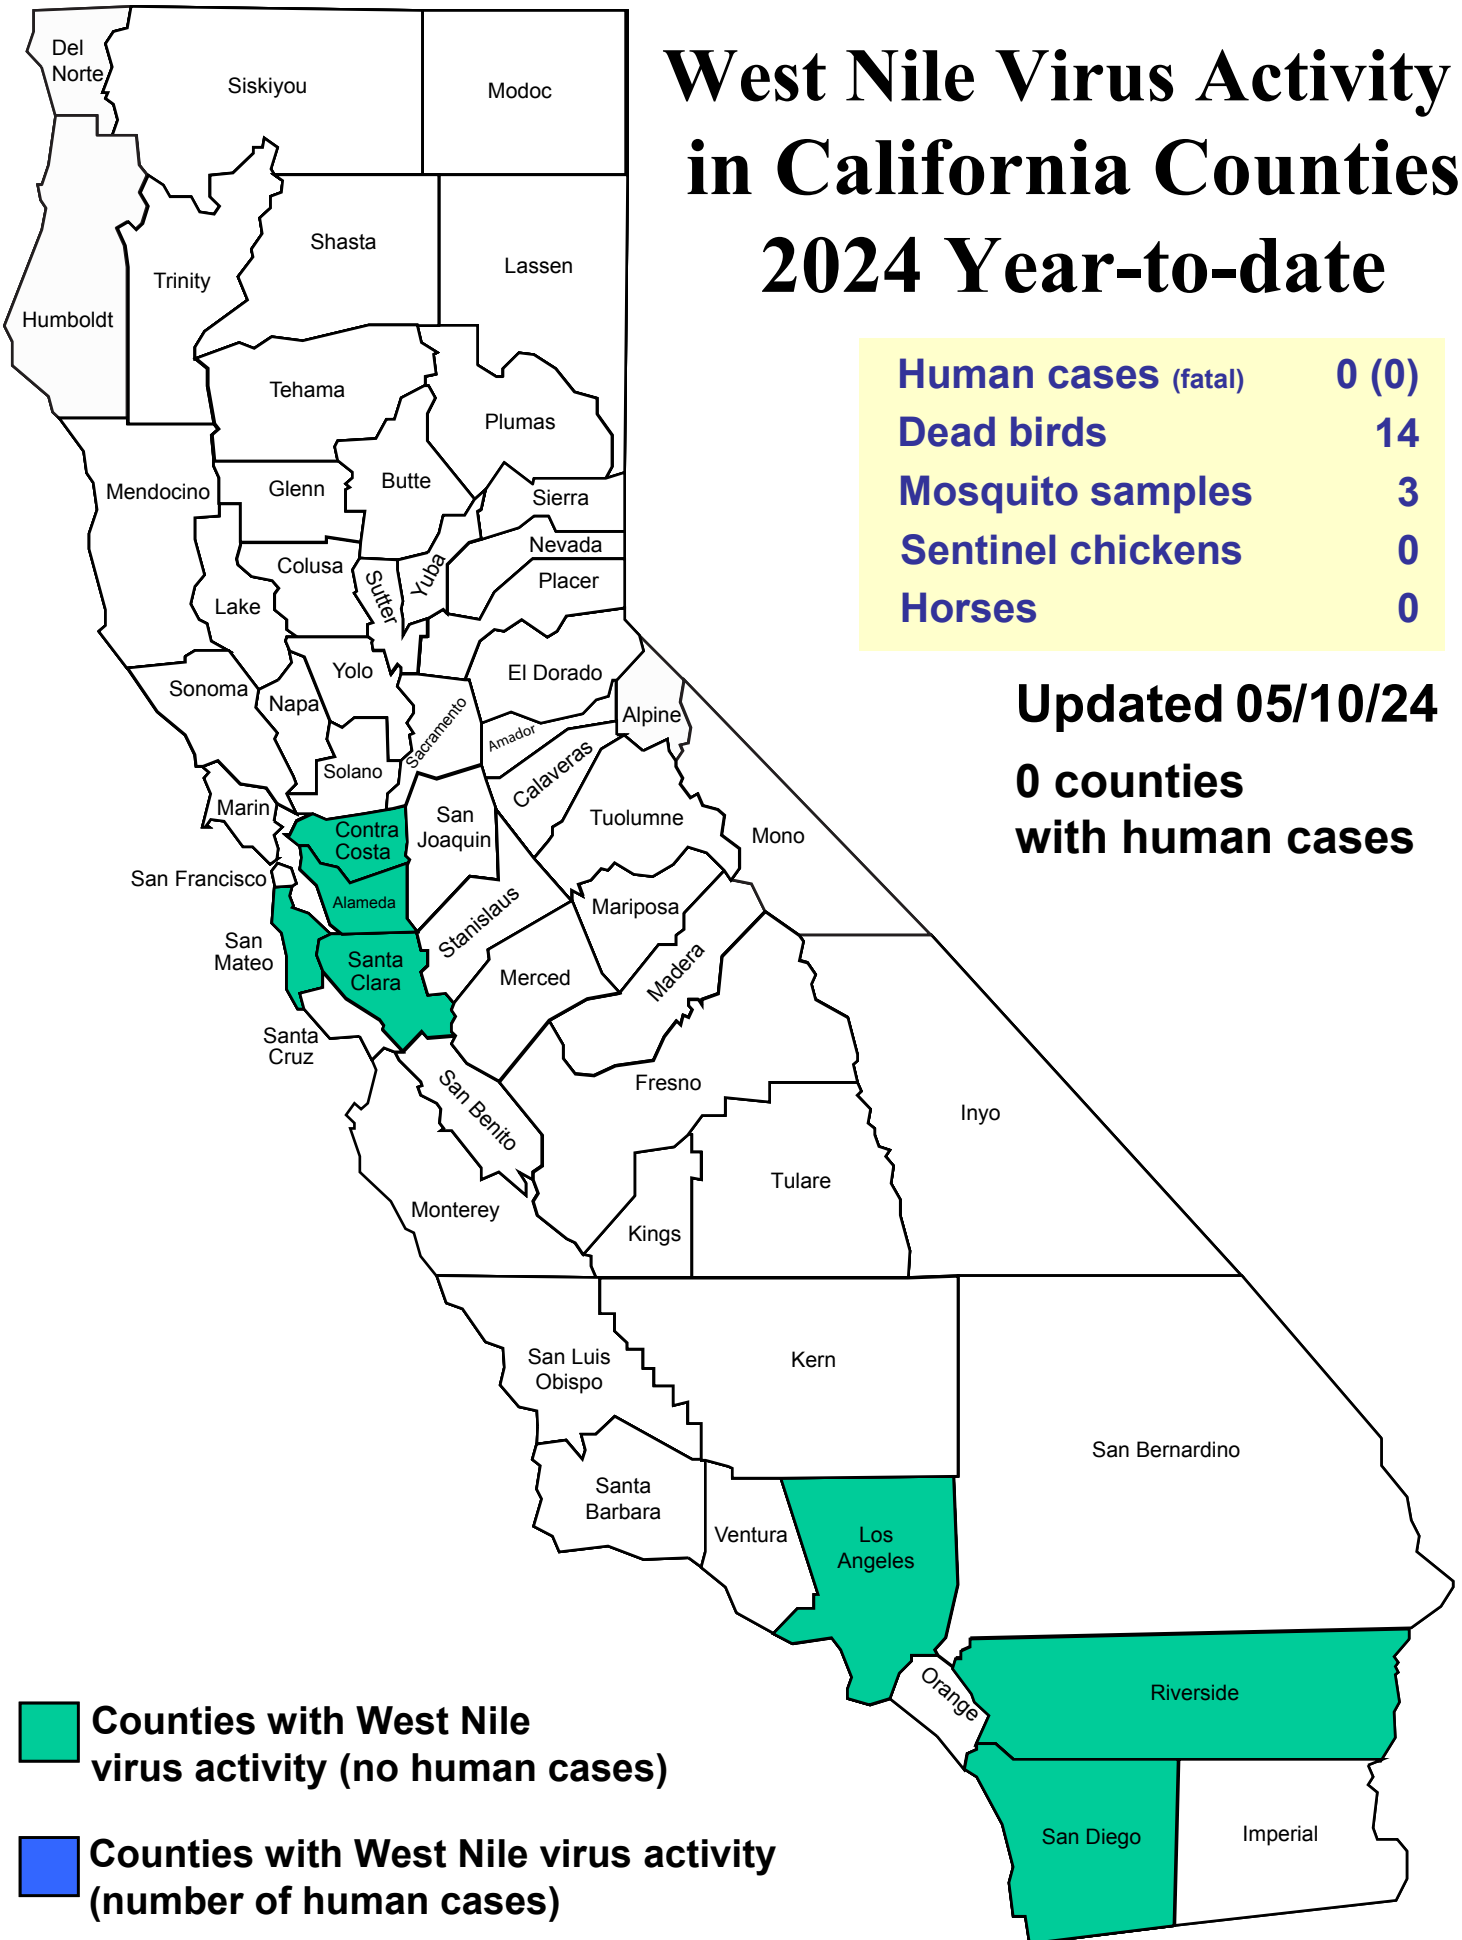 West Nile Virus Activity
in California Counties
2024 Year-to-date
Human cases (fatal) 0 (0)
Dead birds 14
Mosquito samples 3
Sentinel chickens 0
Horses 0
Updated 05/10/24
0 counties
with human cases
Del
Norte
Siskiyou
Modoc
Humboldt
Trinity
Shasta
Lassen
Tehama
Plumas
Mendocino
Glenn
Butte
Sierra
Nevada
Placer
Colusa
Sutter
Yuba
Lake
Sonoma
Napa
Yolo
El Dorado
Sacramento
Amador
Alpine
Solano
Calaveras
Marin
Contra
Costa
San
Joaquin
Tuolumne
Mono
San Francisco
Alameda
Stanislaus
Mariposa
San
Mateo
Santa
Clara
Merced
Madera
Santa
Cruz
San Benito
Fresno
Inyo
Monterey
Kings
Tulare
San Luis
Obispo
Kern
San Bernardino
Santa
Barbara
Ventura
Los
Angeles
Orange
Riverside
San Diego
Imperial
Counties with West Nile
virus activity (no human cases)
Counties with West Nile virus activity
(number of human cases)